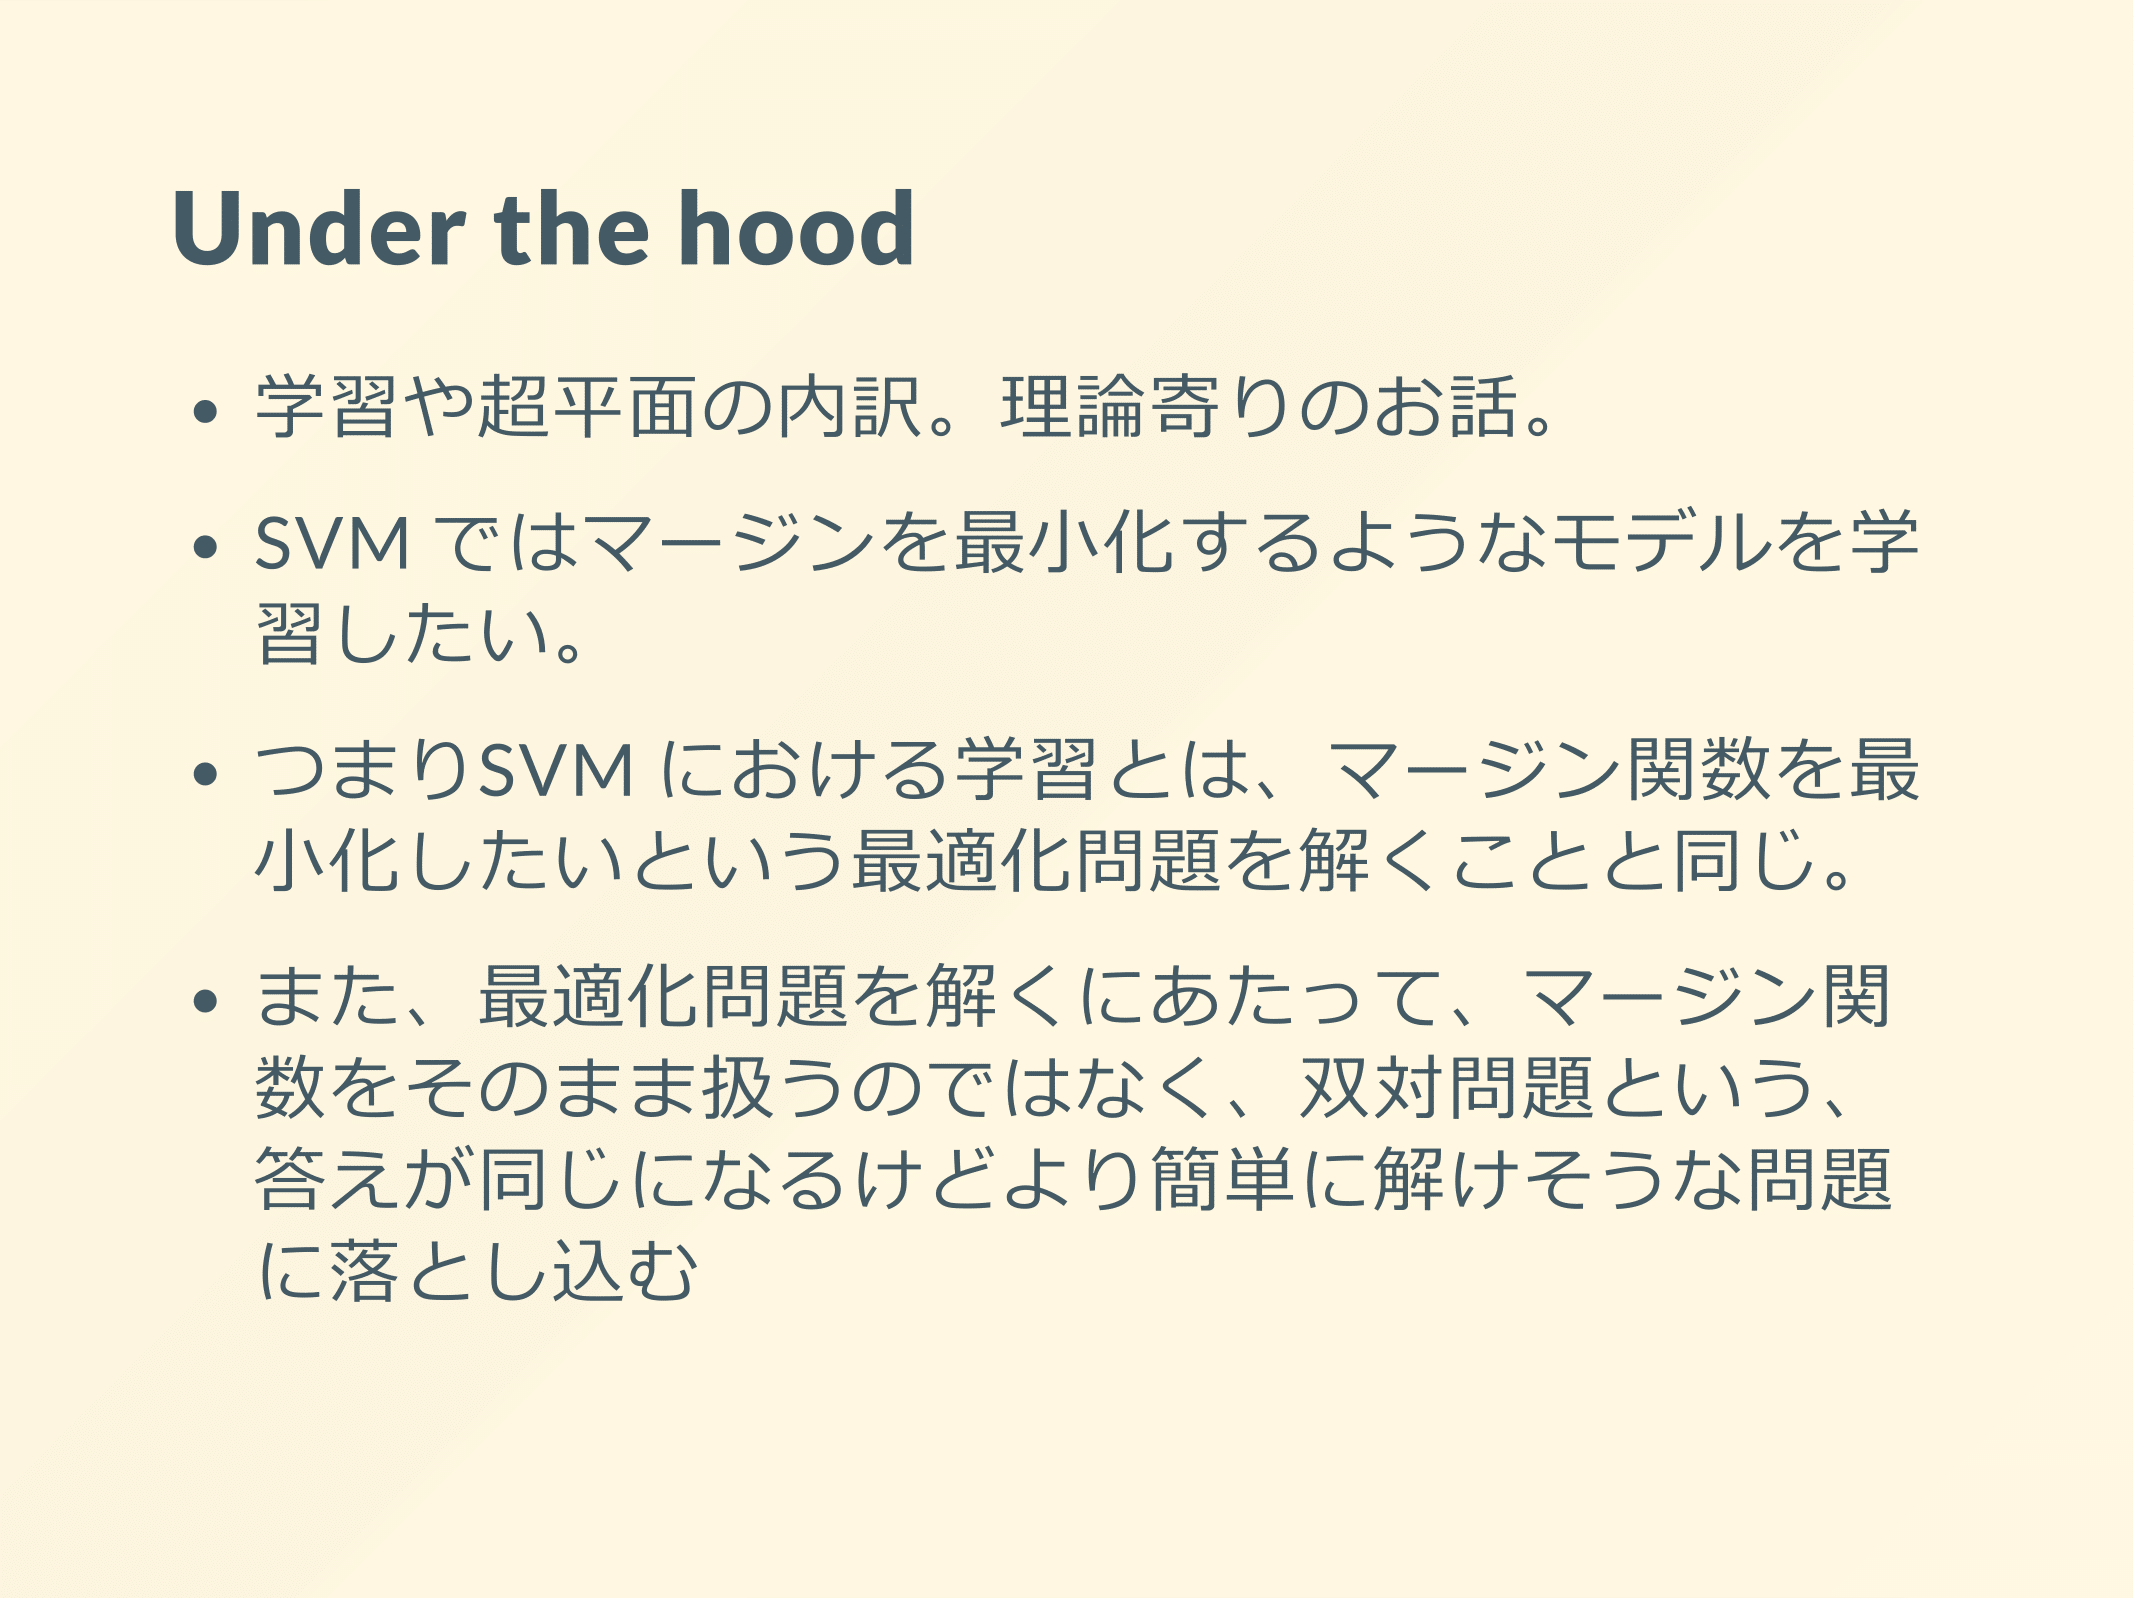 Under the hood
• 学習や超平面の内訳。理論寄りのお話。
• SVM ではマージンを最小化するようなモデルを学
習したい。
• つまりSVM における学習とは、マージン関数を最
小化したいという最適化問題を解くことと同じ。
• また、最適化問題を解くにあたって、マージン関
数をそのまま扱うのではなく、双対問題という、
答えが同じになるけどより簡単に解けそうな問題
に落とし込む